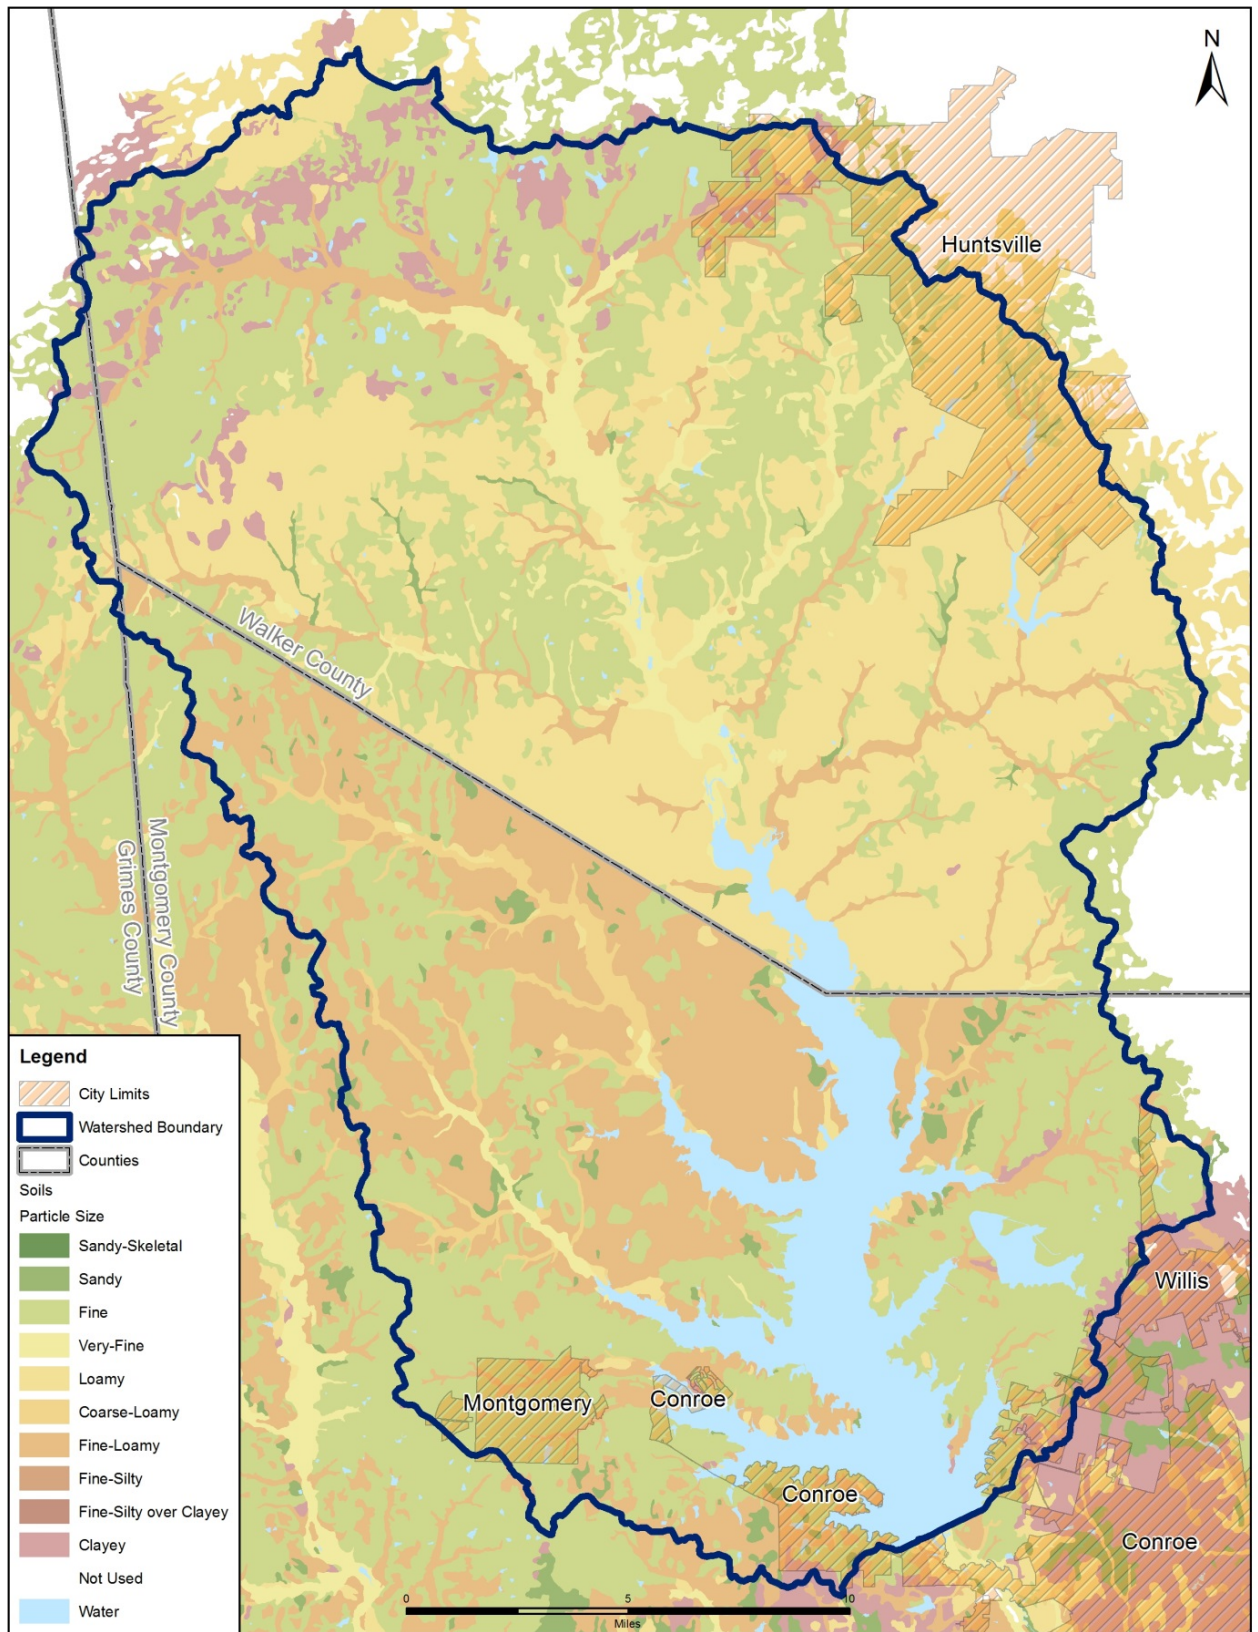 N
Huntsville
Walker County
Montgomery County
Grimes County
Legend
City Limits
Watershed Boundary
Counties
Soils
Particle Size
Sandy-Skeletal
Sandy
Fine
Very-Fine
Loamy
Coarse-Loamy
Fine-Loamy
Fine-Silty
Fine-Silty over Clayey
Clayey
Not Used
Water
Willis
Montgomery
Conroe
Conroe
Conroe
0 5 10
Miles